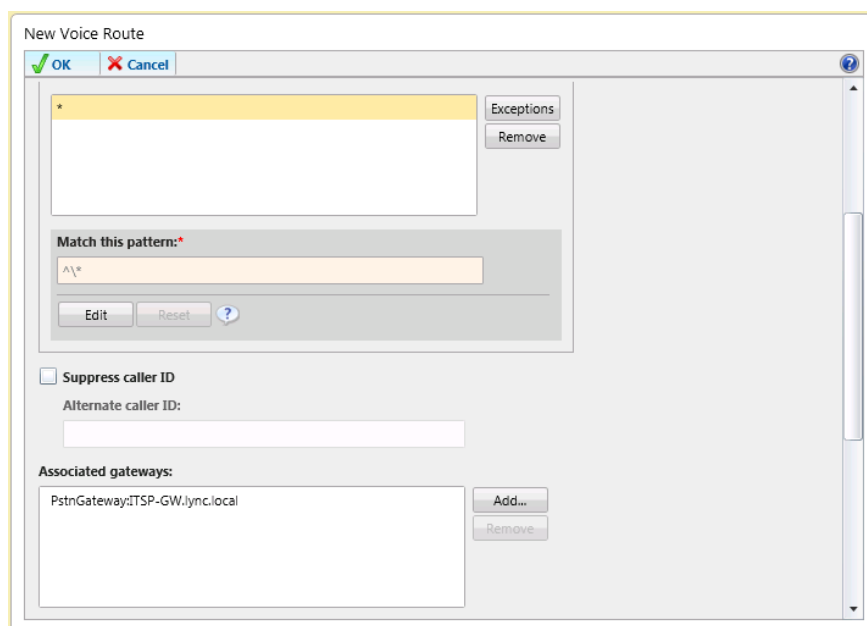 New Voice Route
OK Cancel ?
*
Exceptions
Remove
Match this pattern:*
^\*
Edit Reset ?
Suppress caller ID
Alternate caller ID:
Associated gateways:
PstnGateway:ITSP-GW.lync.local
Add...
Remove